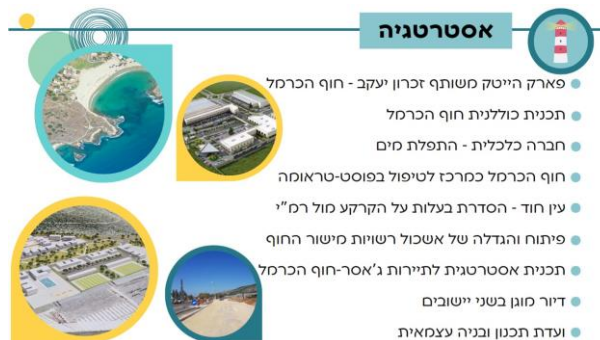 אסטרטגיה
פארק הייטק משותף זכרון יעקב - חוף הכרמל
תכנית כוללנית חוף הכרמל
חברה כלכלית - התפלת מים
חוף הכרמל כמרכז לטיפול בפוסט-טראומה
עין חוד - הסדרת בעלות על הקרקע מול רמ"י
פיתוח והגדלה של אשכול רשויות מישור החוף
תכנית אסטרטגית לתיירות ג'אסר-חוף הכרמל
דיור מוגן בשני יישובים
ועדת תכנון ובניה עצמאית